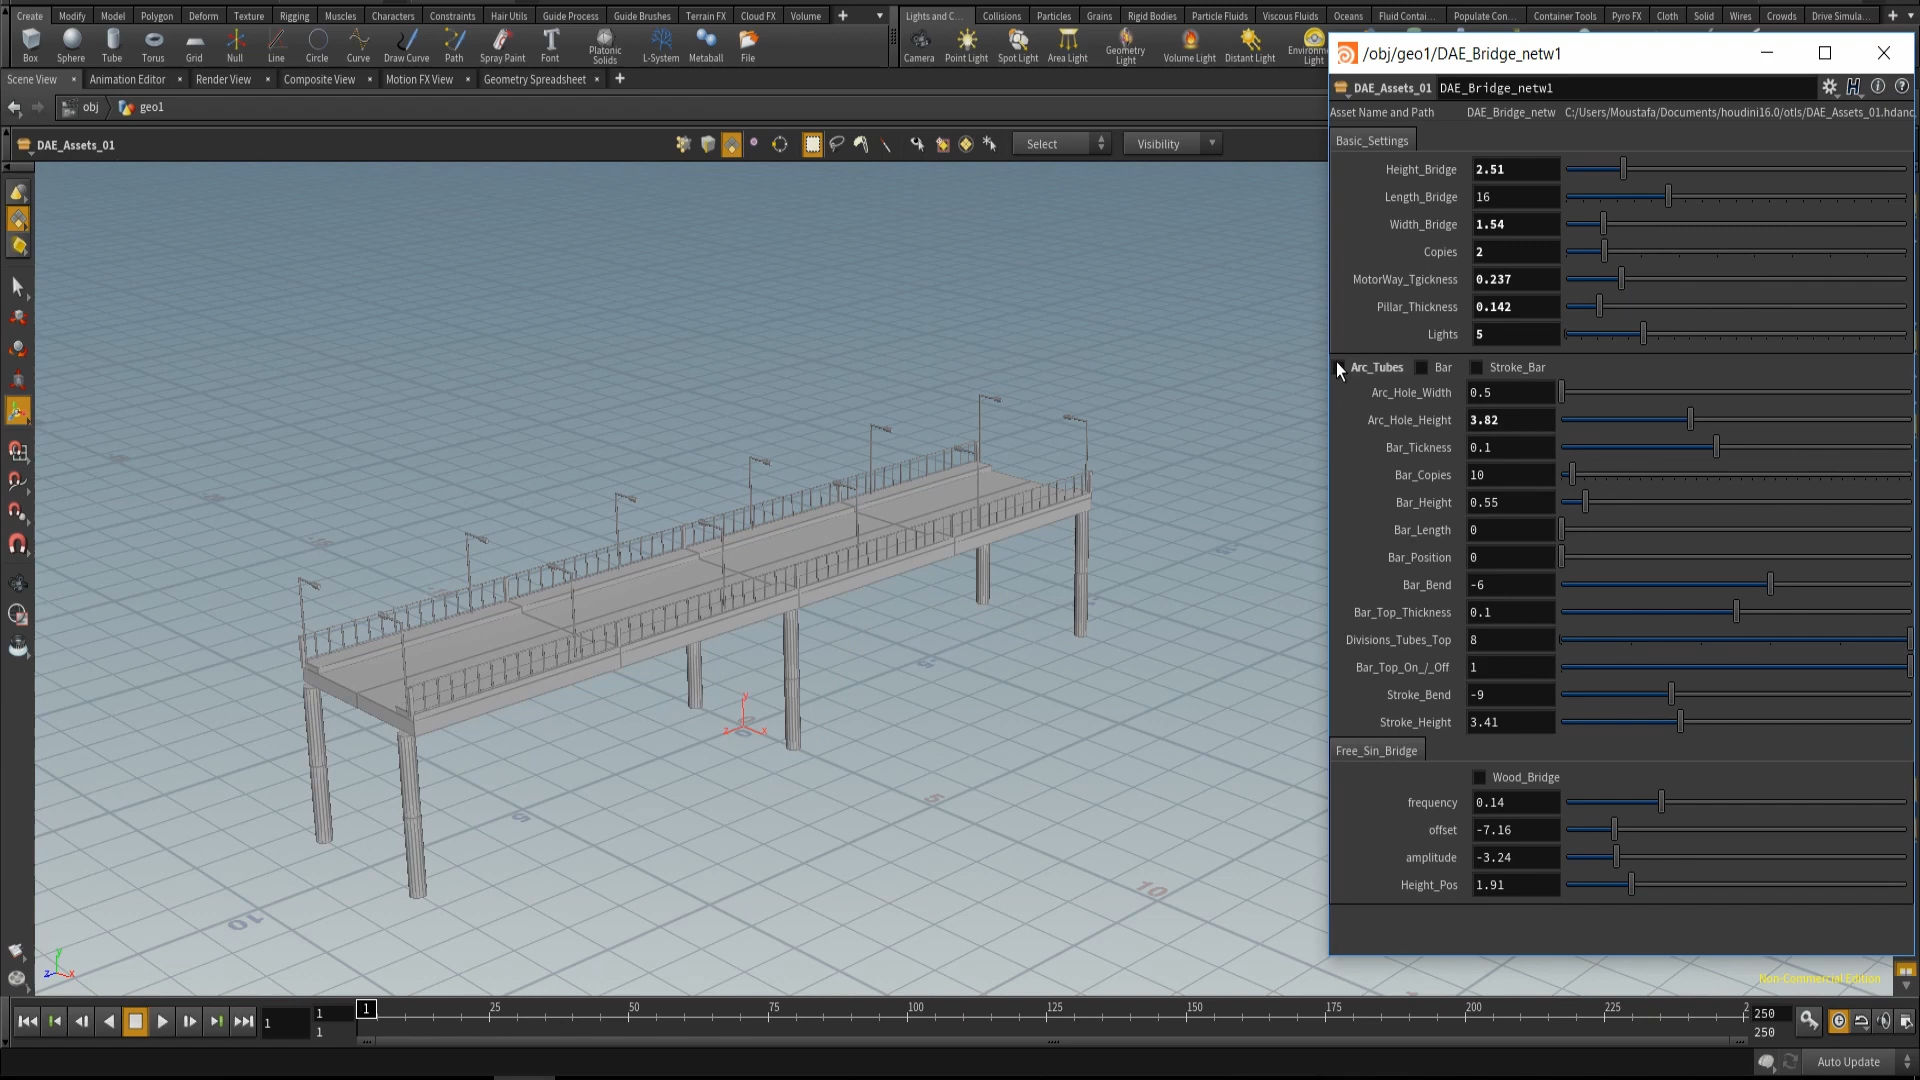 Create Modify Model Polygon Deform Texture Rigging Muscles Characters Constraints Hair Utils Guide Process Guide Brushes Terrain FX Cloud FX Volume
Lights and C... Collisions Particles Grains Rigid Bodies Particle Fluids Viscous Fluids Oceans Fluid Contai... Populate Con... Container Tools Pyro FX Cloth Solid Wires Crowds Drive Simula...
Box Sphere Tube Torus Grid Null Line Circle Curve Draw Curve Path Spray Paint Font Platonic Solids L-System Metaball File
Camera Point Light Spot Light Area Light Geometry Light Volume Light Distant Light Environm Light
Scene View Animation Editor Render View Composite View Motion FX View Geometry Spreadsheet
obj geo1
DAE_Assets_01
Select Visibility
/obj/geo1/DAE_Bridge_netw1
DAE_Assets_01 DAE_Bridge_netw1
Asset Name and Path DAE_Bridge_netw C:/Users/Moustafa/Documents/houdini16.0/otls/DAE_Assets_01.hdanc
Basic_Settings
Height_Bridge 2.51
Length_Bridge 16
Width_Bridge 1.54
Copies 2
MotorWay_Tgickness 0.237
Pillar_Thickness 0.142
Lights 5
Arc_Tubes Bar Stroke_Bar
Arc_Hole_Width 0.5
Arc_Hole_Height 3.82
Bar_Tickness 0.1
Bar_Copies 10
Bar_Height 0.55
Bar_Length 0
Bar_Position 0
Bar_Bend -6
Bar_Top_Thickness 0.1
Divisions_Tubes_Top 8
Bar_Top_On_/_Off 1
Stroke_Bend -9
Stroke_Height 3.41
Free_Sin_Bridge
Wood_Bridge
frequency 0.14
offset -7.16
amplitude -3.24
Height_Pos 1.91
y
z x
5
5
10
10
y
z x
Non-Commercial Edition
1 1 1 25 50 75 100 125 150 175 200 225 2 250
1 250
Auto Update